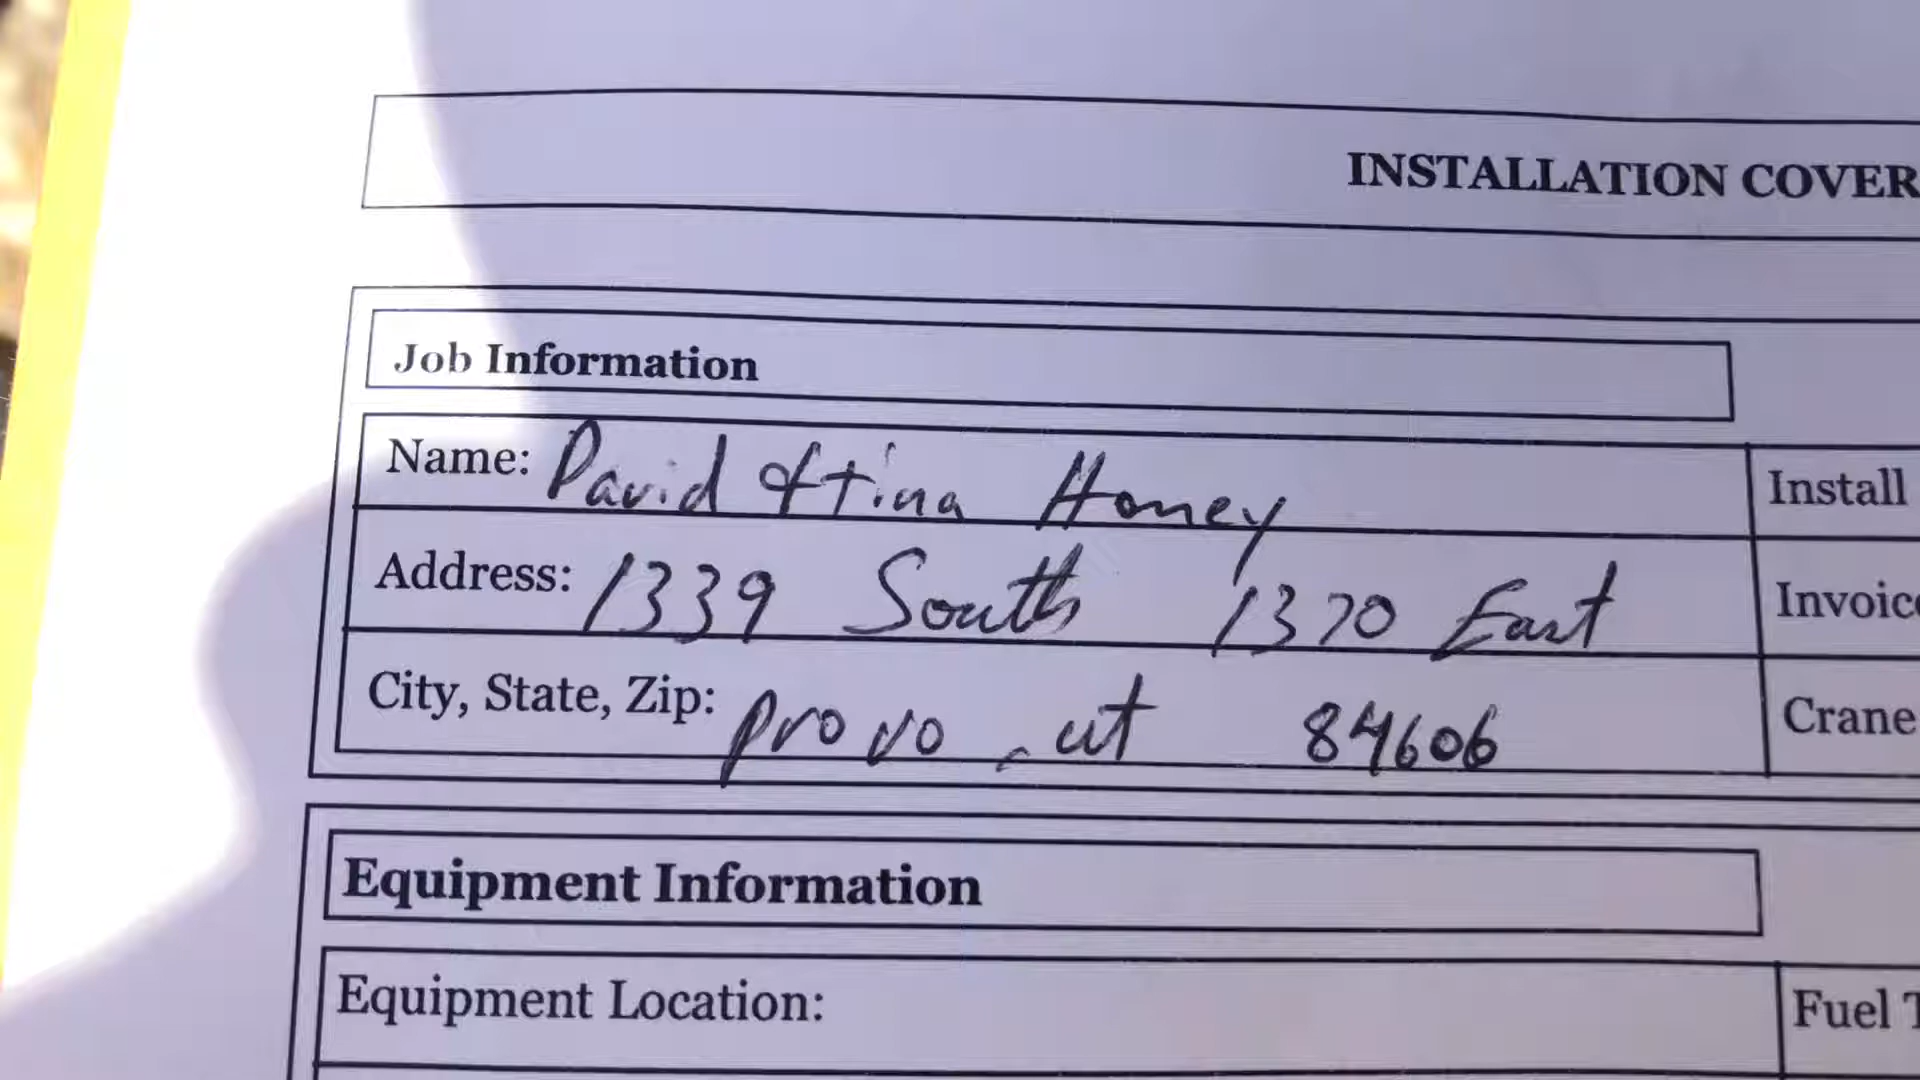 INSTALLATION COVER
Job Information
Name: David & tina Honey
Install
Address: 1339 South 1370 East
Invoice
City, State, Zip: provo, ut 84606
Crane
Equipment Information
Equipment Location:
Fuel T